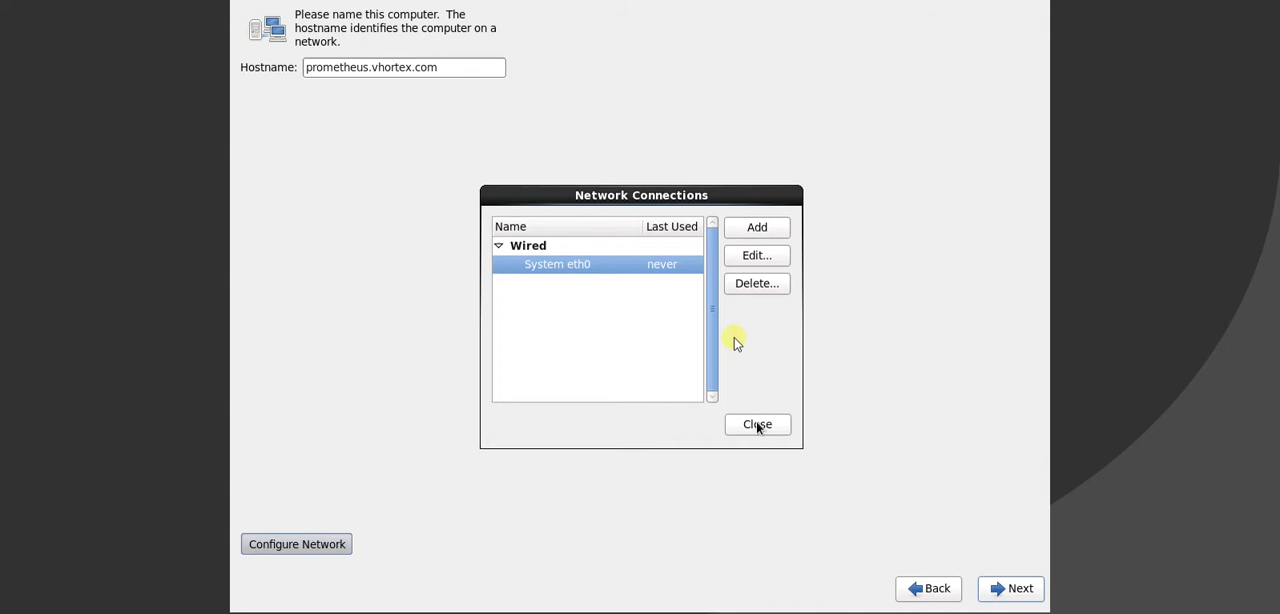 Please name this computer.  The
hostname identifies the computer on a
network.
Hostname: prometheus.vhortex.com
Network Connections
Name Last Used
Wired
System eth0 never
Add
Edit...
Delete...
Close
Configure Network
Back Next